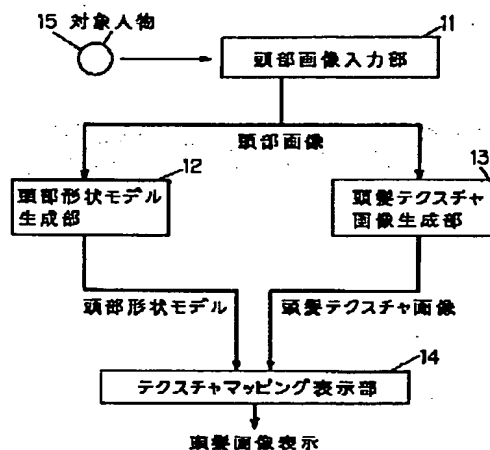 15 対象人物
11
頭部画像入力部
頭部画像
12
13
頭部形状モデル
生成部
頭髪テクスチャ
画像生成部
頭部形状モデル
頭髪テクスチャ画像
14
テクスチャマッピング表示部
頭髪画像表示